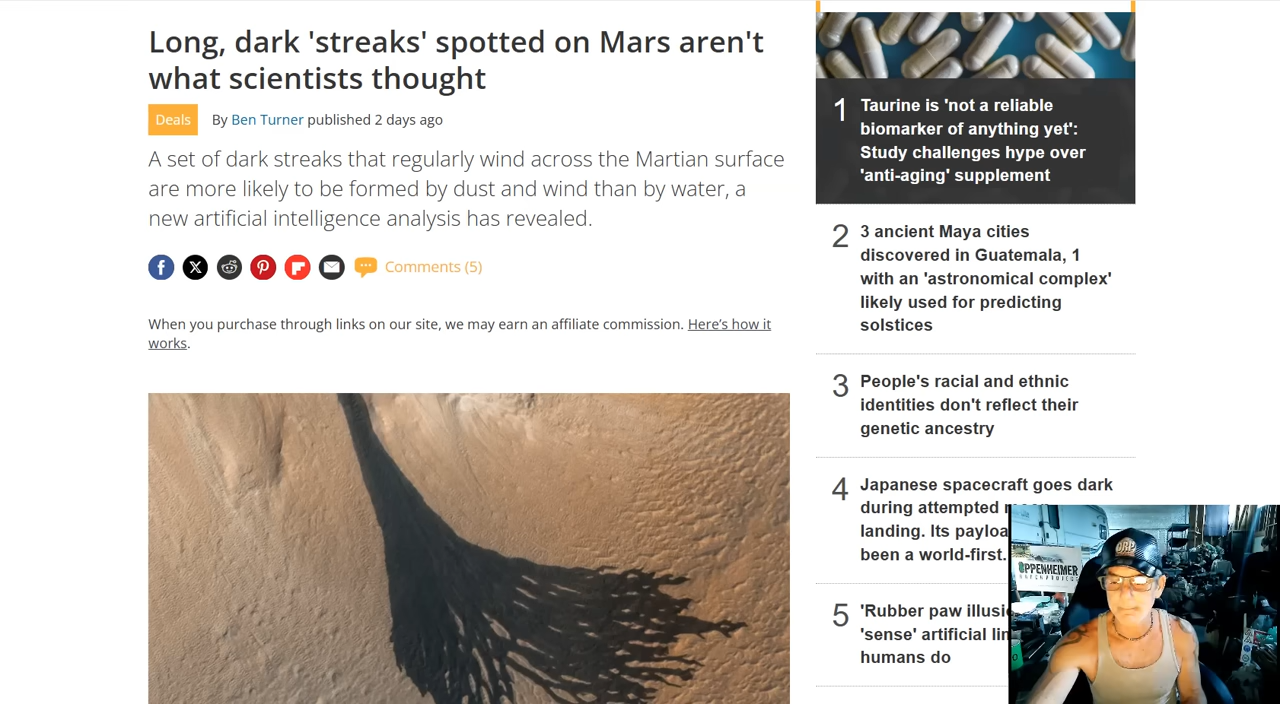 Long, dark 'streaks' spotted on Mars aren't
what scientists thought
Deals
By Ben Turner published 2 days ago
A set of dark streaks that regularly wind across the Martian surface
are more likely to be formed by dust and wind than by water, a
new artificial intelligence analysis has revealed.
Comments (5)
When you purchase through links on our site, we may earn an affiliate commission. Here's how it
works.
1
Taurine is 'not a reliable
biomarker of anything yet':
Study challenges hype over
'anti-aging' supplement
2
3 ancient Maya cities
discovered in Guatemala, 1
with an 'astronomical complex'
likely used for predicting
solstices
3
People's racial and ethnic
identities don't reflect their
genetic ancestry
4
Japanese spacecraft goes dark
during attempted
landing. Its
been a world-first.
5
'Rubber paw
'sense' artificial
humans do
ORP
OPPENHEIMER
RANCH PROJECT